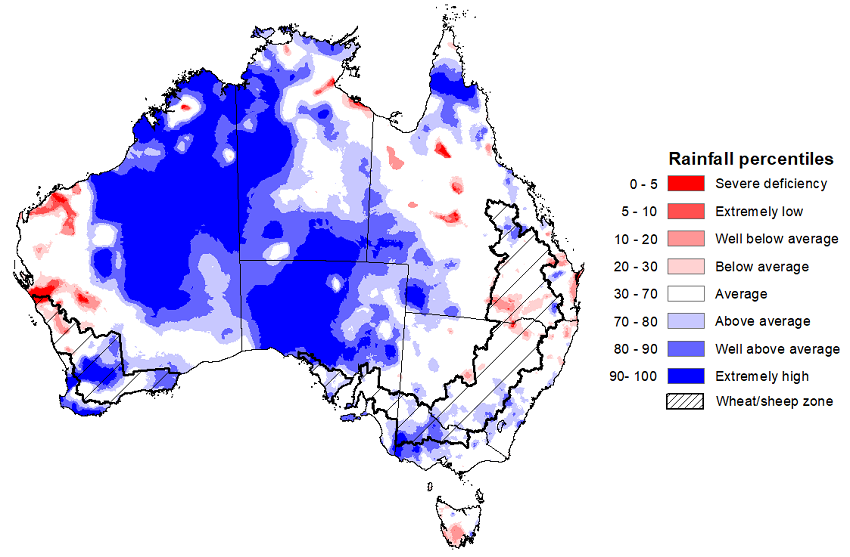 Rainfall percentiles
0 - 5 Severe deficiency
5 - 10 Extremely low
10 - 20 Well below average
20 - 30 Below average
30 - 70 Average
70 - 80 Above average
80 - 90 Well above average
90- 100 Extremely high
Wheat/sheep zone